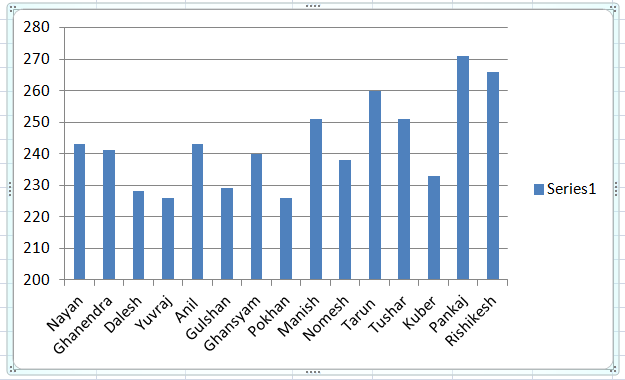 280
270
260
250
240
230
220
210
200
Nayan
Ghanendra
Dalesh
Yuvraj
Anil
Gulshan
Ghansyam
Pokhan
Manish
Nomesh
Tarun
Tushar
Kuber
Pankaj
Rishikesh
Series1